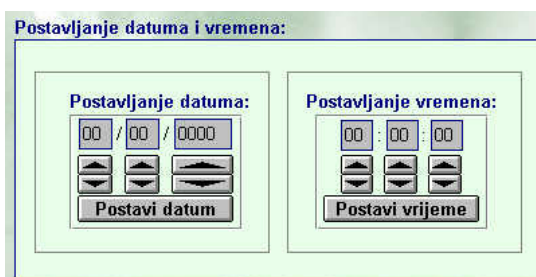 Postavljanje datuma i vremena:
Postavljanje datuma:
00 / 00 / 0000
Postavi datum
Postavljanje vremena:
00 : 00 : 00
Postavi vrijeme